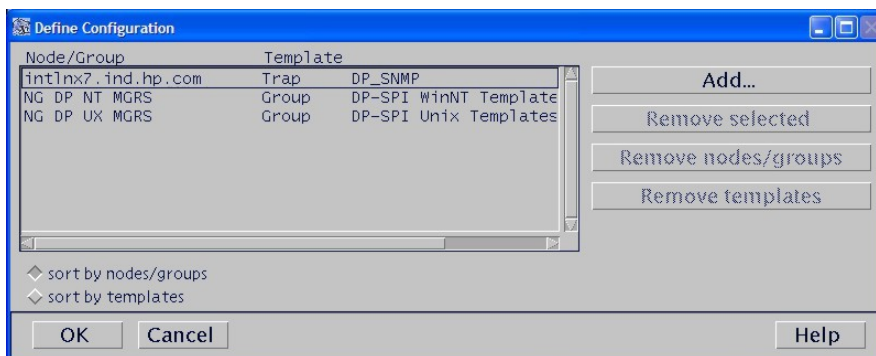 Define Configuration
Node/Group Template
intlnx7.ind.hp.com Trap DP_SNMP
NG DP NT MGRS Group DP-SPI WinNT Template
NG DP UX MGRS Group DP-SPI Unix Templates
Add...
Remove selected
Remove nodes/groups
Remove templates
sort by nodes/groups
sort by templates
OK Cancel Help